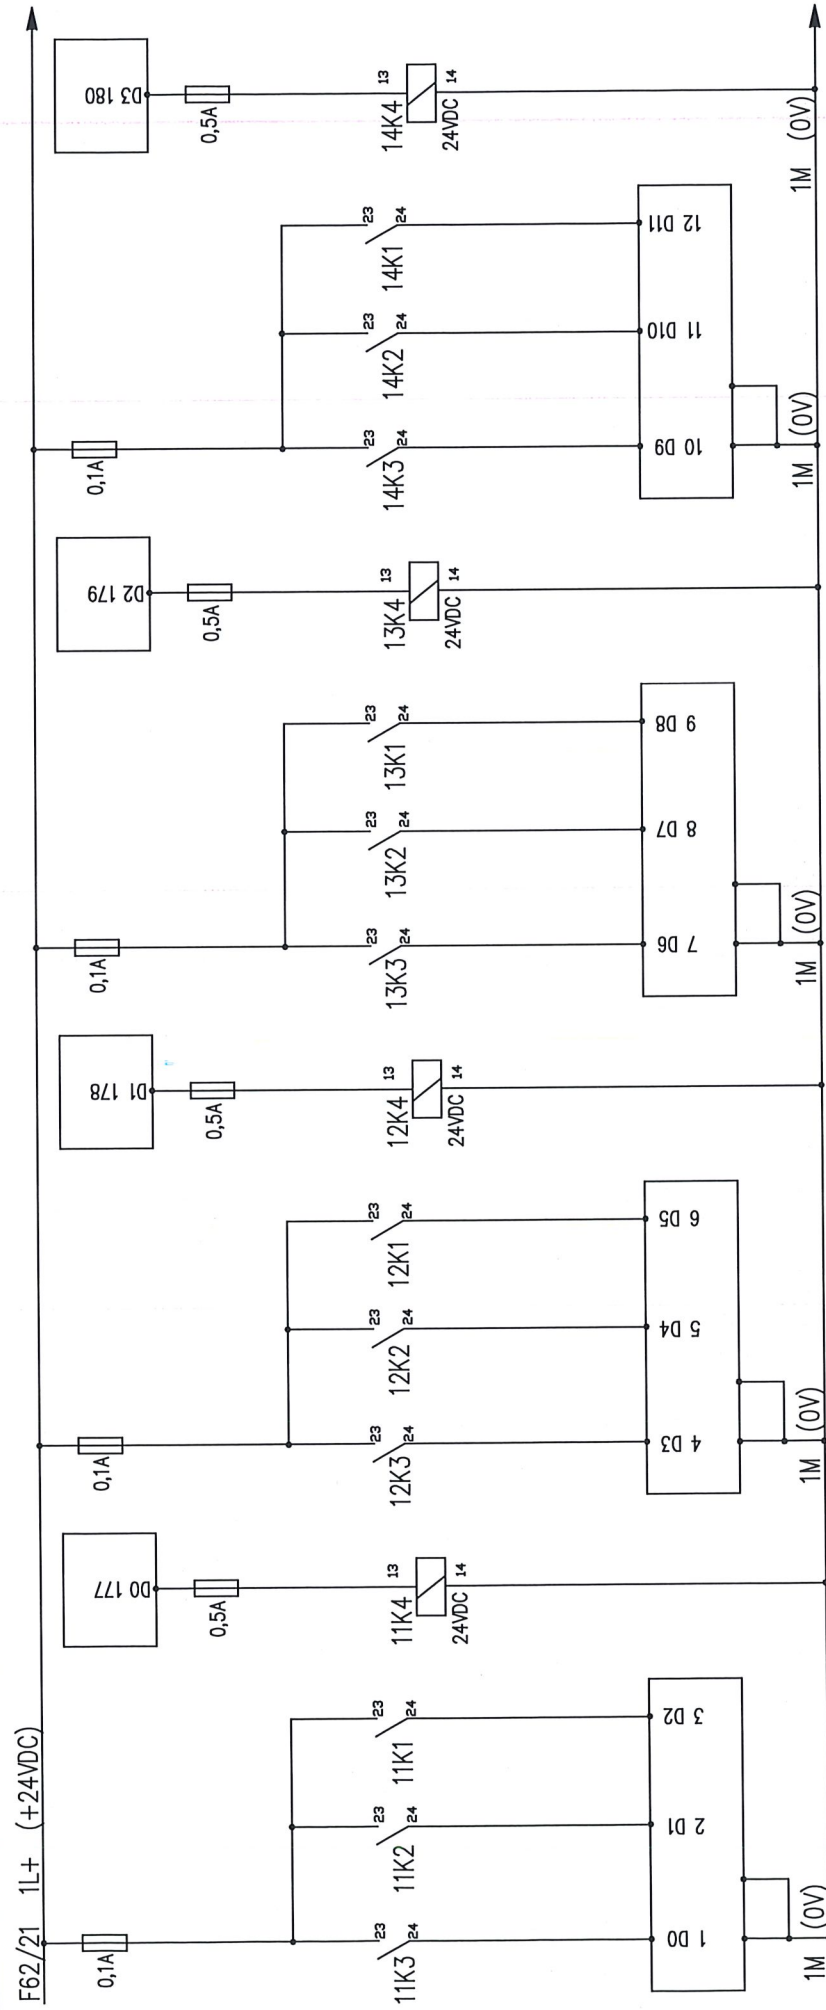 F62/21 1L+ (+24VDC)
0,1A
23
24
11K3
23
24
11K2
23
24
11K1
1 D0
2 D1
3 D2
1M (0V)
D0 177
0,5A
13
11K4
14
24VDC
0,1A
23
24
12K3
23
24
12K2
23
24
12K1
4 D3
5 D4
6 D5
1M (0V)
D1 178
0,5A
13
12K4
14
24VDC
0,1A
23
24
13K3
23
24
13K2
23
24
13K1
7 D6
8 D7
9 D8
1M (0V)
D2 179
0,5A
13
13K4
14
24VDC
0,1A
23
24
14K3
23
24
14K2
23
24
14K1
10 D9
11 D10
12 D11
1M (0V)
D3 180
0,5A
13
14K4
14
24VDC
1M (0V)